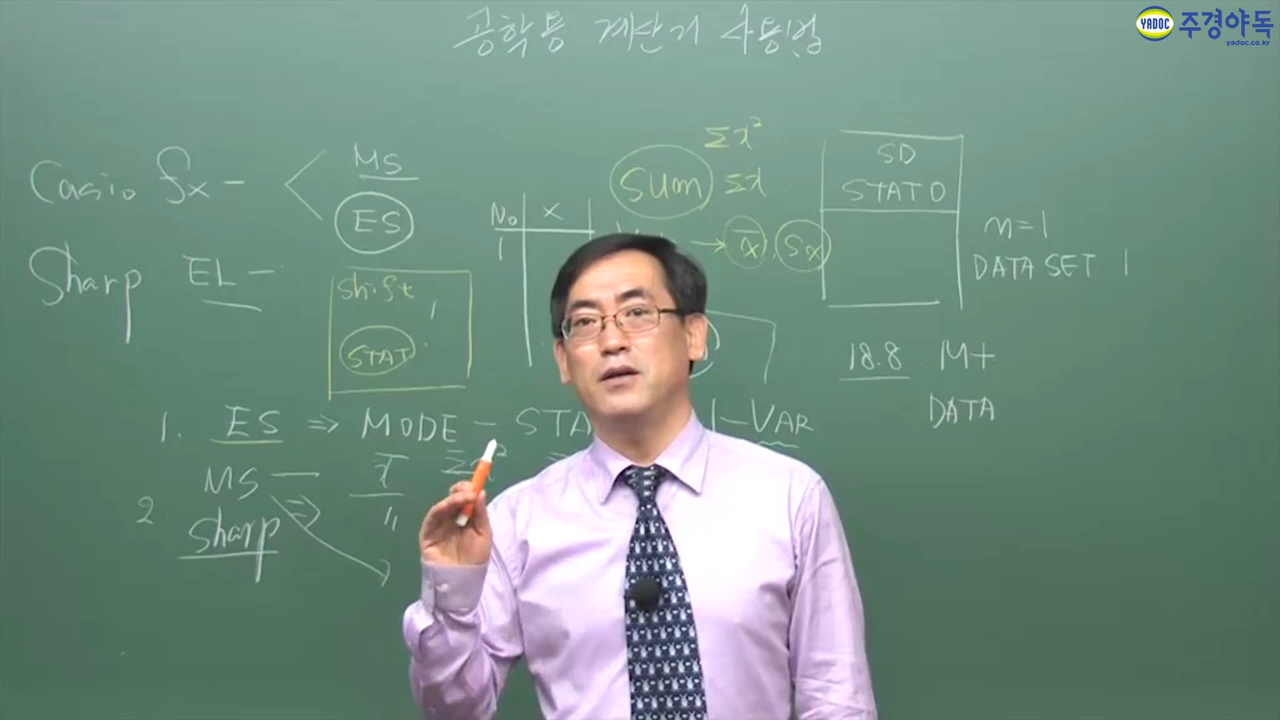 공학용 계산기 사용법
YADOC 주경야독
yadoc.co.kr
Casio fx - MS
ES
Sharp EL -
shift 1
STAT
No x
1
Σx²
sum Σx
→ x̄, Sx
SD
STAT 0
n=1
DATA SET 1
18.8 M+
DATA
1. ES ⇒ MODE - STA 1-VAR
MS — x̄ Σx²
2 sharp ⇒ 〃